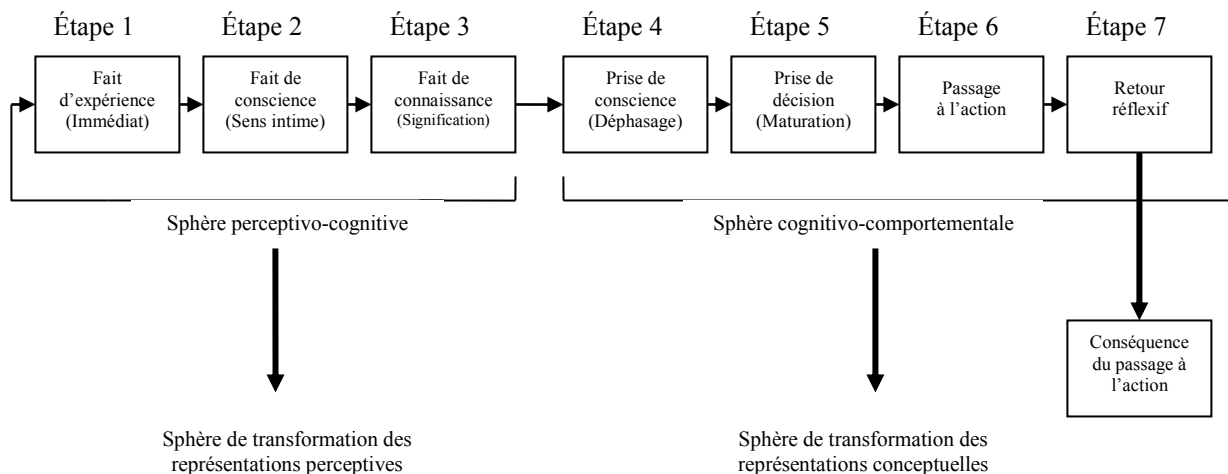 Étape 1
Étape 2
Étape 3
Étape 4
Étape 5
Étape 6
Étape 7
Fait
d’expérience
(Immédiat)
Fait de
conscience
(Sens intime)
Fait de
connaissance
(Signification)
Prise de
conscience
(Déphasage)
Prise de
décision
(Maturation)
Passage
à l’action
Retour
réflexif
Sphère perceptivo-cognitive
Sphère cognitivo-comportementale
Conséquence
du passage à
l’action
Sphère de transformation des
représentations perceptives
Sphère de transformation des
représentations conceptuelles